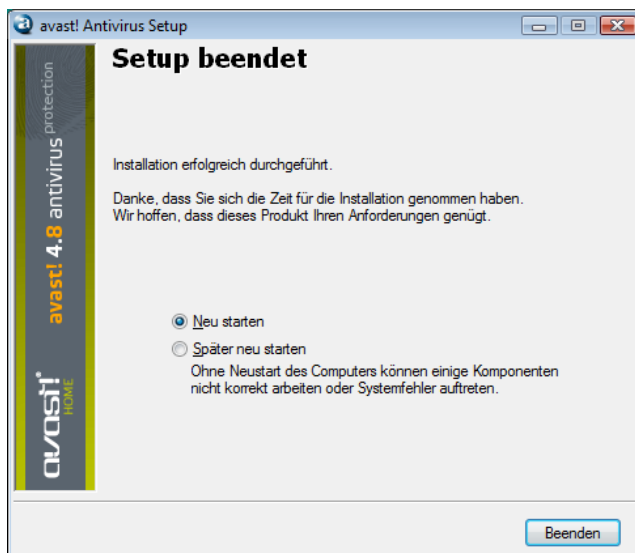 avast! Antivirus Setup
Setup beendet
Installation erfolgreich durchgeführt.
Danke, dass Sie sich die Zeit für die Installation genommen haben.
Wir hoffen, dass dieses Produkt Ihren Anforderungen genügt.
Neu starten
Später neu starten
Ohne Neustart des Computers können einige Komponenten
nicht korrekt arbeiten oder Systemfehler auftreten.
avast! 4.8 antivirus protection
avast!
HOME
Beenden